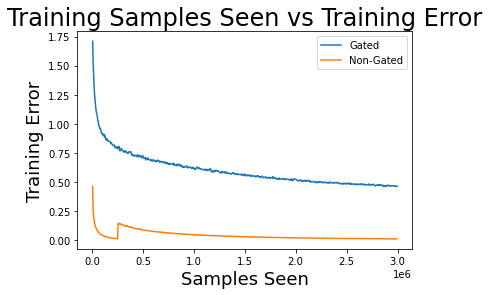 Training Samples Seen vs Training Error
Gated
Non-Gated
Training Error
1.75
1.50
1.25
1.00
0.75
0.50
0.25
0.00
0.0 0.5 1.0 1.5 2.0 2.5 3.0
1e6
Samples Seen